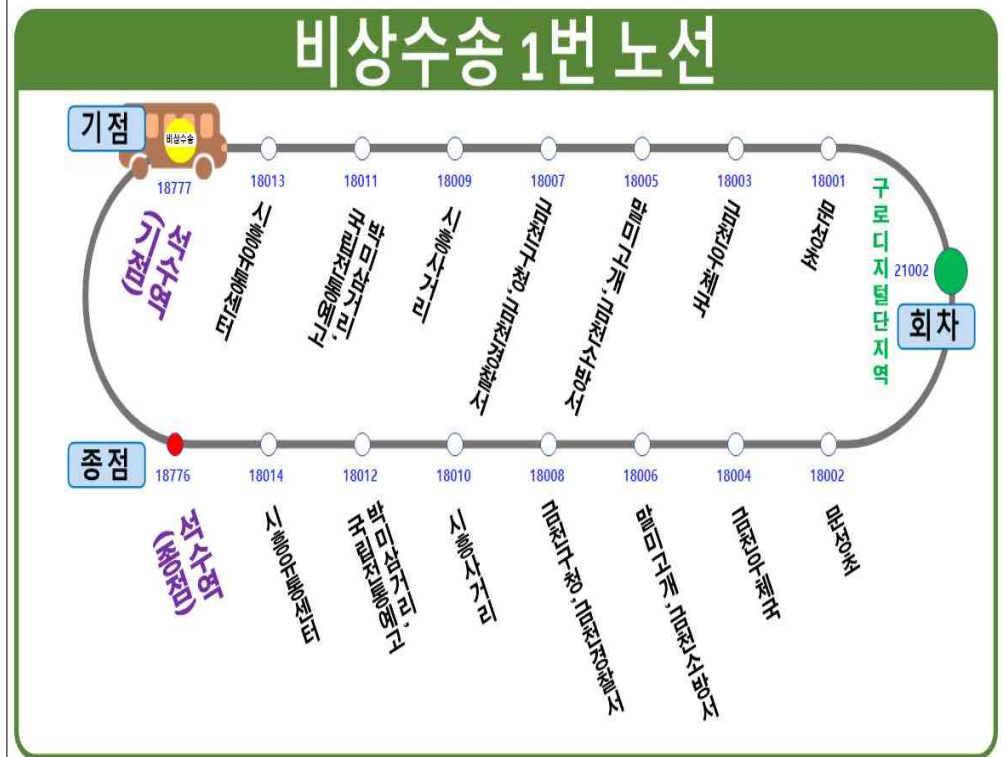 비상수송 1번 노선
기점
비상수송
18777
18013
18011
18009
18007
18005
18003
18001
석수역
(기점)
시흥유통센터
박미삼거리,
국립전통예고
시흥사거리
금천구청,금천경찰서
말미고개,금천소방서
금천우체국
문성초
구로디지털단지역
21002
회차
종점
18776
18014
18012
18010
18008
18006
18004
18002
석수역
(종점)
시흥유통센터
박미삼거리,
국립전통예고
시흥사거리
금천구청,금천경찰서
말미고개,금천소방서
금천우체국
문성초